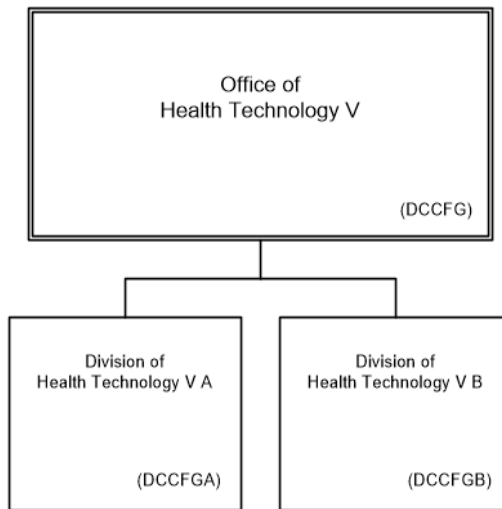 Office of
Health Technology V
(DCCFG)
Division of
Health Technology V A
(DCCFGA)
Division of
Health Technology V B
(DCCFGB)